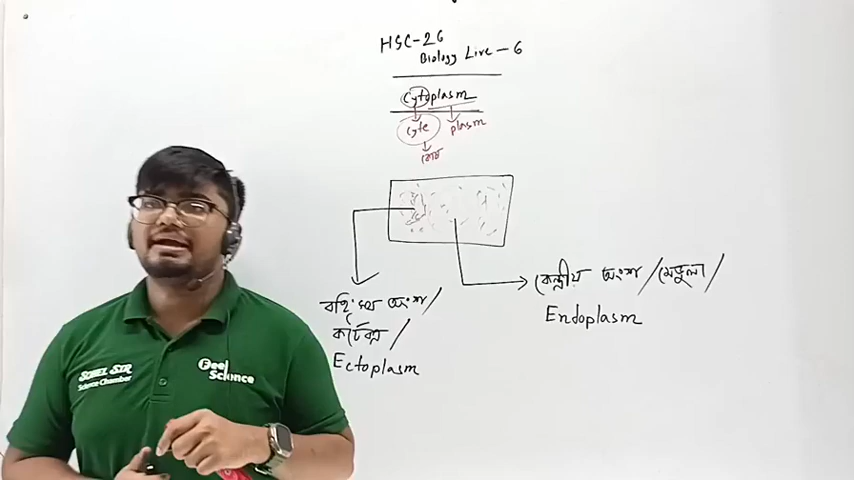 HSC-26
Biology Live - 6
Cytoplasm
Cyte plasm
কোষ
বহিঃস্থ অংশ/
কর্টেক্স/
Ectoplasm
কেন্দ্রীয় অংশ/মেডুলা/
Endoplasm
SOHEL SIR
Science Chamber
Feel
Science